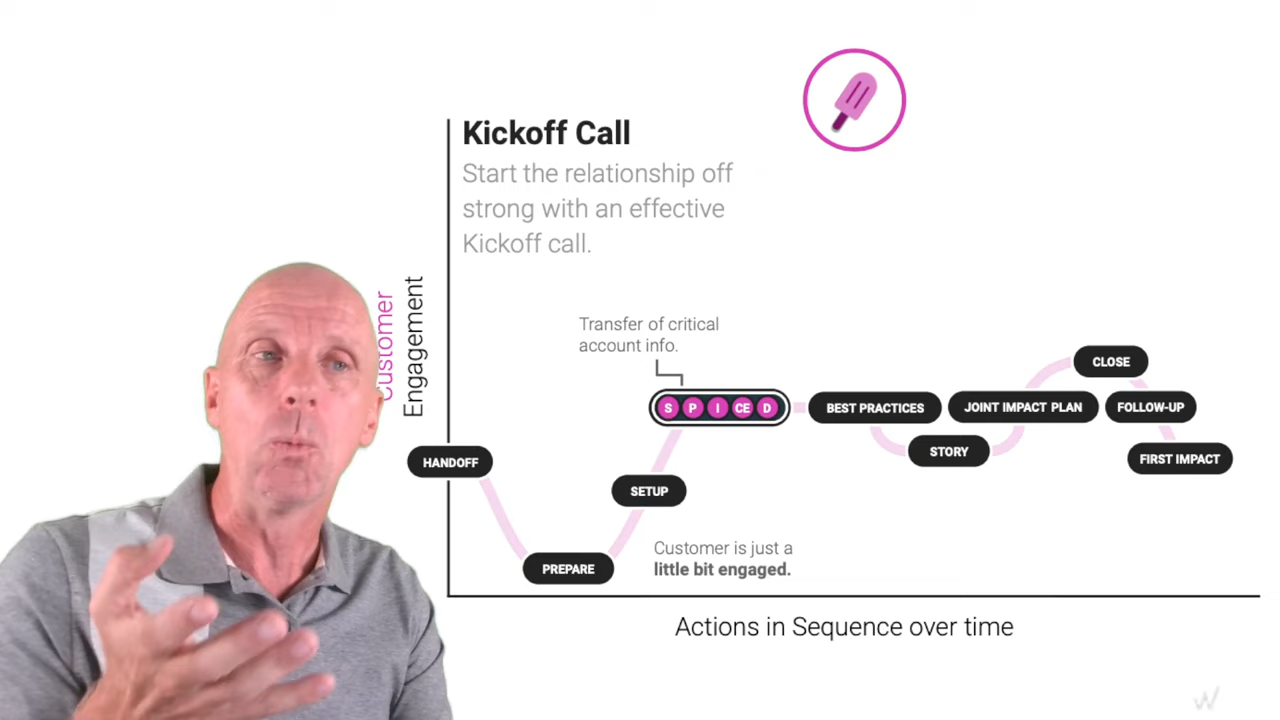 Kickoff Call
Start the relationship off
strong with an effective
Kickoff call.
Customer
Engagement
Transfer of critical
account info.
S P I CE D
HANDOFF
PREPARE
SETUP
BEST PRACTICES
STORY
JOINT IMPACT PLAN
CLOSE
FOLLOW-UP
FIRST IMPACT
Customer is just a
little bit engaged.
Actions in Sequence over time
W